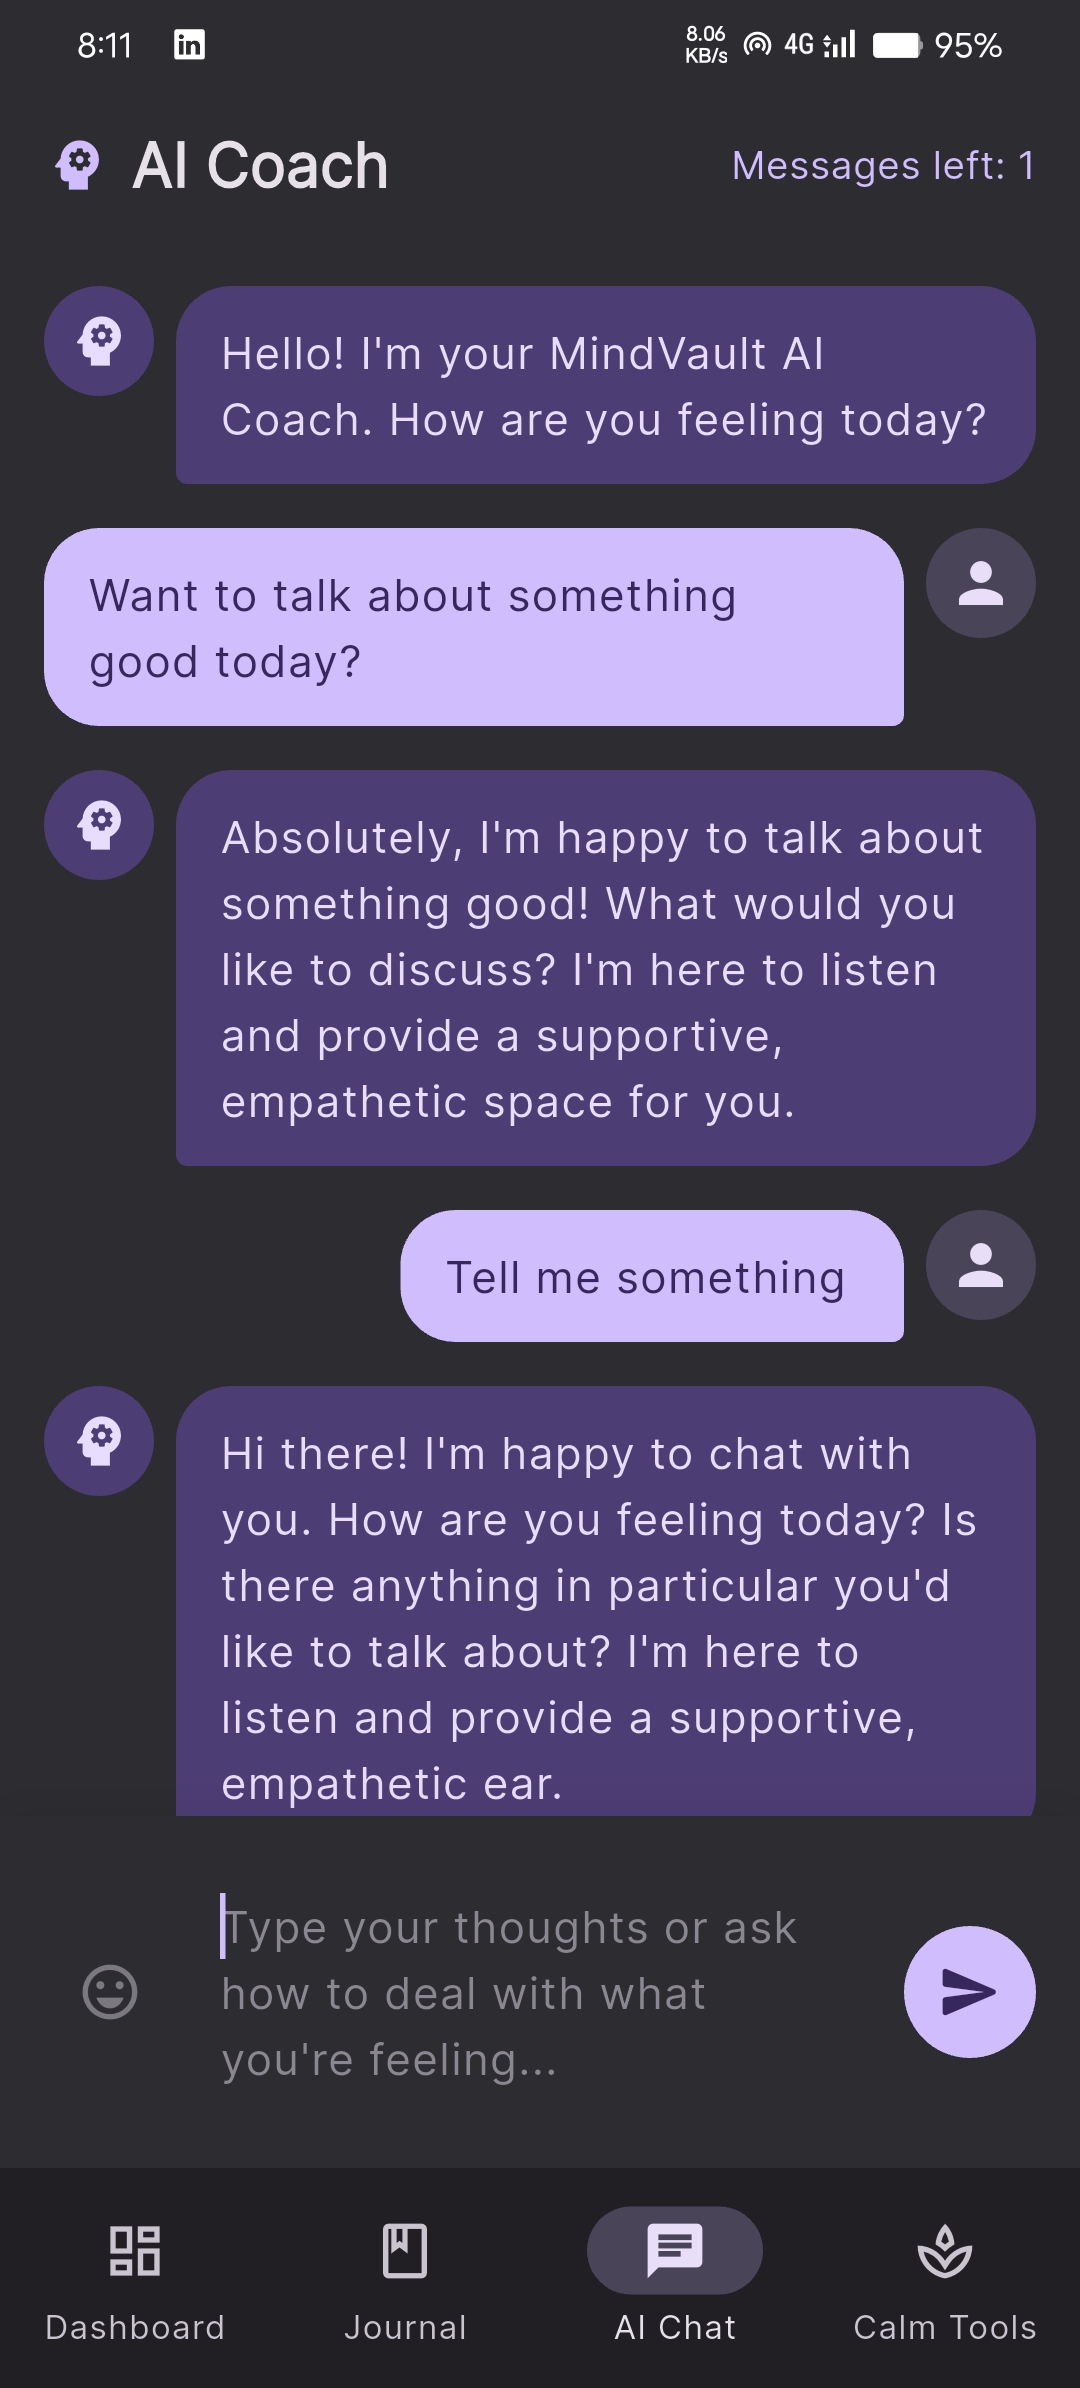 8:11
8.06
KB/s
4G
95%
AI Coach
Messages left: 1
Hello! I'm your MindVault AI
Coach. How are you feeling today?
Want to talk about something
good today?
Absolutely, I'm happy to talk about
something good! What would you
like to discuss? I'm here to listen
and provide a supportive,
empathetic space for you.
Tell me something
Hi there! I'm happy to chat with
you. How are you feeling today? Is
there anything in particular you'd
like to talk about? I'm here to
listen and provide a supportive,
empathetic ear.
Type your thoughts or ask
how to deal with what
you're feeling...
Dashboard
Journal
AI Chat
Calm Tools